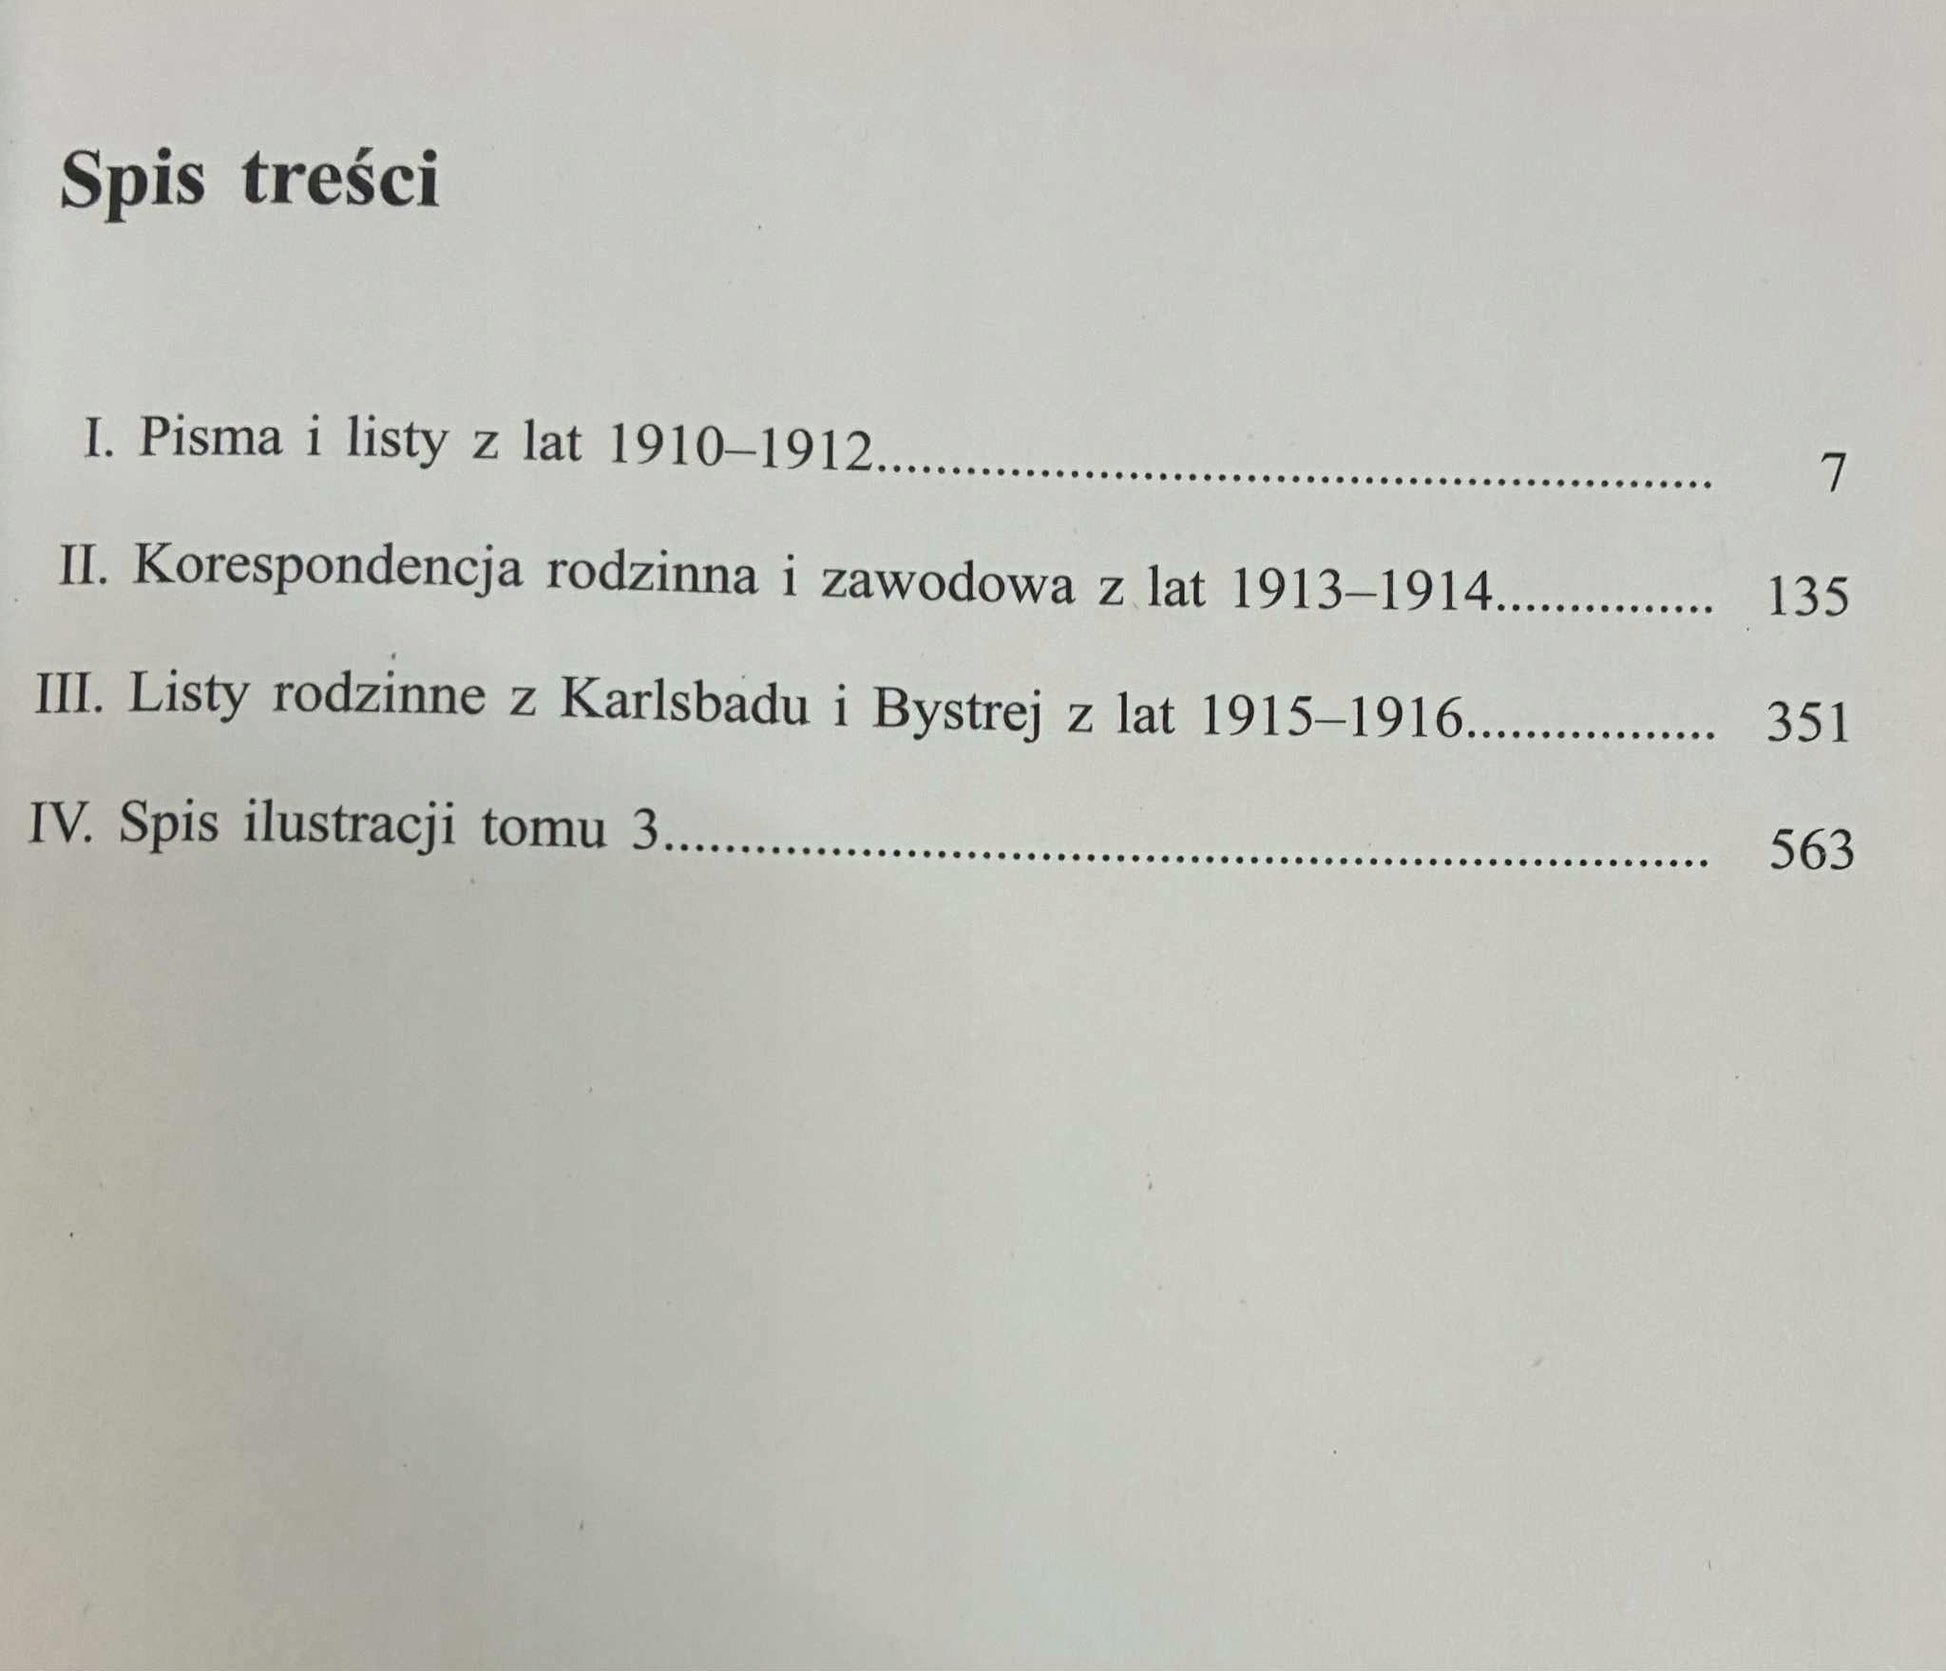 Spis treści
I. Pisma i listy z lat 1910–1912........................................................ 7
II. Korespondencja rodzinna i zawodowa z lat 1913–1914............... 135
III. Listy rodzinne z Karlsbadu i Bystrej z lat 1915–1916................. 351
IV. Spis ilustracji tomu 3...................................................................... 563